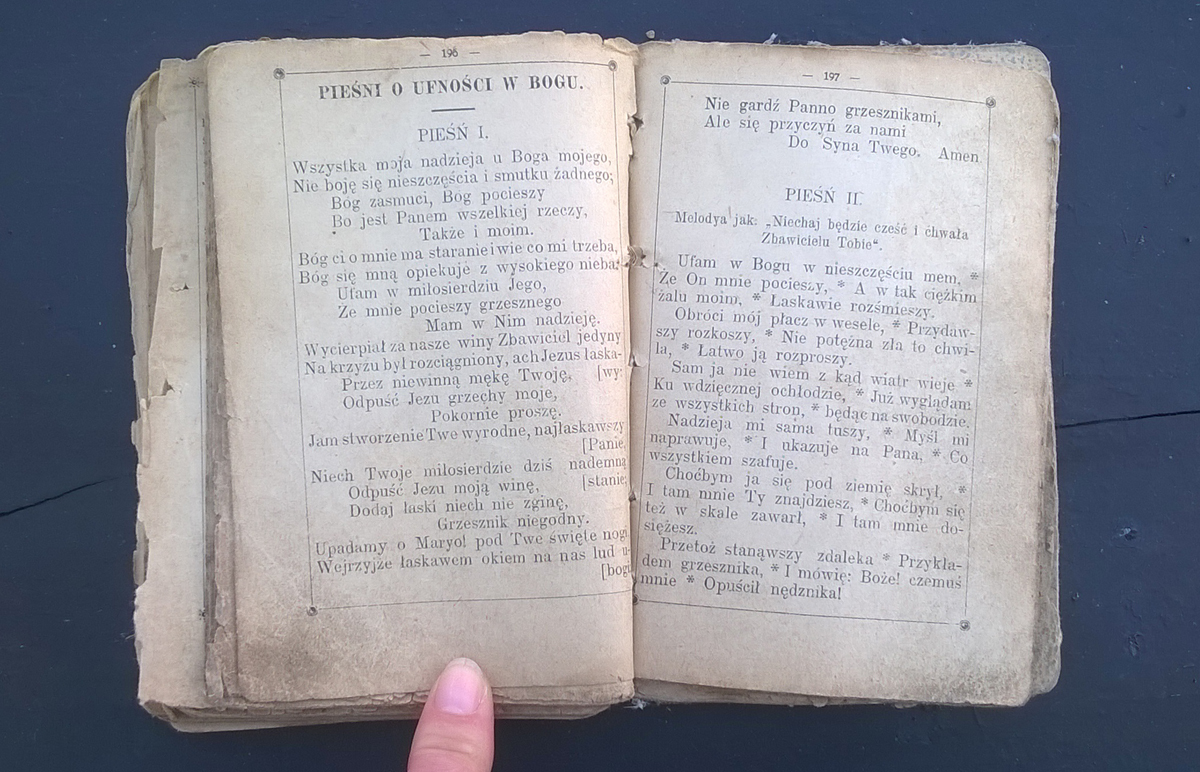 — 196 —
PIEŚNI O UFNOŚCI W BOGU.
PIEŚŃ I.
Wszystka moja nadzieja u Boga mojego,
Nie boję się nieszczęścia i smutku żadnego;
Bóg zasmuci, Bóg pocieszy
Bo jest Panem wszelkiej rzeczy,
Także i moim.
Bóg ci o mnie ma staranie i wie co mi trzeba,
Bóg się mną opiekuje z wysokiego nieba:
Ufam w miłosierdziu Jego,
Ze mnie pocieszy grzesznego
Mam w Nim nadzieję.
Wycierpiał za nasze winy Zbawiciel jedyny
Na krzyżu był rozciągniony, ach Jezus łaska-
Przez niewinną mękę Twoję, [wy:
Odpuść Jezu grzechy moje,
Pokornie proszę.
Jam stworzenie Twe wyrodne, najłaskawszy
[Panie,
Niech Twoje miłosierdzie dziś nademną
Odpuść Jezu moją winę, [stanie:
Dodaj łaski niech nie zginę,
Grzesznik niegodny.
Upadamy o Maryo! pod Twe święte nogi,
Wejrzyjże łaskawem okiem na nas lud u-
[bogi
— 197 —
Nie gardź Panno grzesznikami,
Ale się przyczyń za nami
Do Syna Twego. Amen
PIEŚŃ II.
Melodya jak: „Niechaj będzie cześć i chwała
Zbawicielu Tobie“.
Ufam w Bogu w nieszczęściu mem, *
Ze On mnie pocieszy, * A w tak ciężkim
żalu moim, * Łaskawie rozśmieszy.
Obróci mój płacz w wesele, * Przydaw-
szy rozkoszy, * Nie potężna zła to chwi-
la, * Łatwo ją rozproszy.
Sam ja nie wiem z kąd wiatr wieje *
Ku wdzięcznej ochłodzie, * Już wyglądam
ze wszystkich stron, * będąc na swobodzie.
Nadzieja mi sama tuszy, * Myśl mi
naprawuje, * I ukazuje na Pana, * Co
wszystkiem szafuje.
Choćbym ja się pod ziemię skrył, *
I tam mnie Ty znajdziesz, * Choćbym się
też w skale zawarł, * I tam mnie do-
siężesz.
Przetoż stanąwszy zdaleka * Przykła-
dem grzesznika, * I mówię: Boże! czemuś
mnie * Opuścił nędznika!